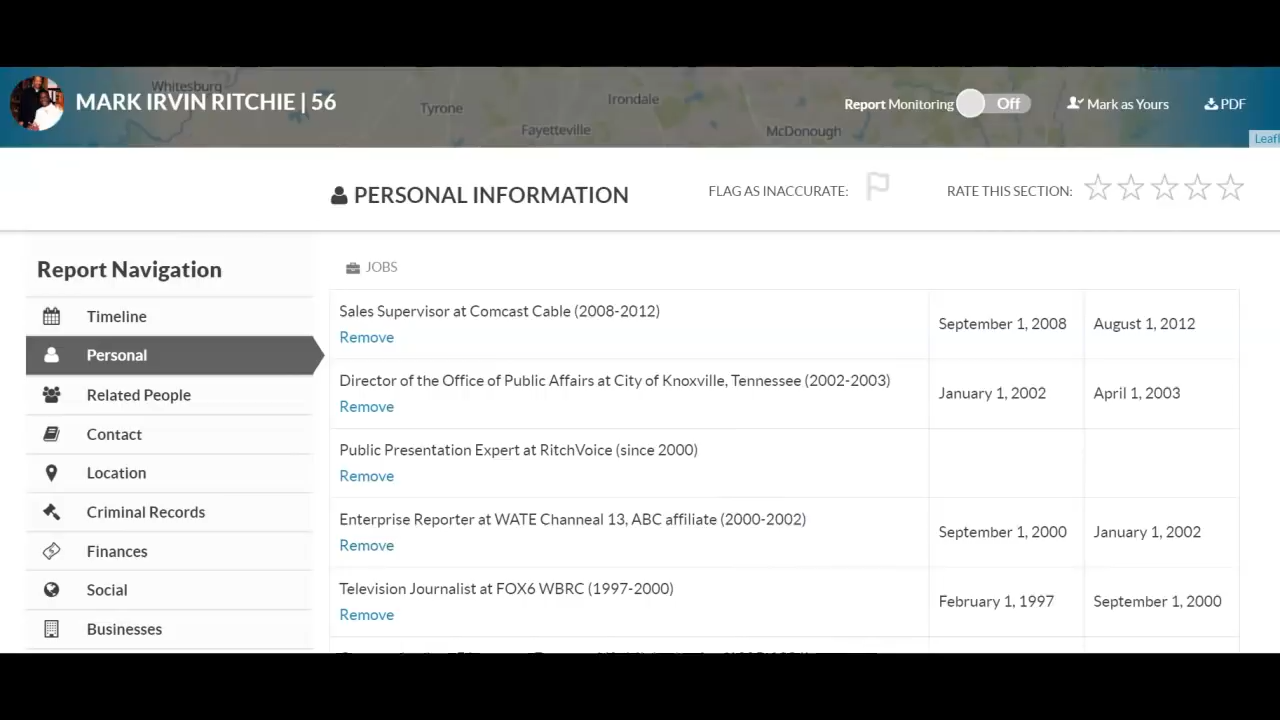 Whitesburg
MARK IRVIN RITCHIE | 56
Tyrone
Irondale
Fayetteville
McDonough
Report Monitoring Off
Mark as Yours
PDF
Leafl
PERSONAL INFORMATION
FLAG AS INACCURATE:
RATE THIS SECTION:
Report Navigation
Timeline
Personal
Related People
Contact
Location
Criminal Records
Finances
Social
Businesses
JOBS
Sales Supervisor at Comcast Cable (2008-2012)
Remove
September 1, 2008
August 1, 2012
Director of the Office of Public Affairs at City of Knoxville, Tennessee (2002-2003)
Remove
January 1, 2002
April 1, 2003
Public Presentation Expert at RitchVoice (since 2000)
Remove
Enterprise Reporter at WATE Channeal 13, ABC affiliate (2000-2002)
Remove
September 1, 2000
January 1, 2002
Television Journalist at FOX6 WBRC (1997-2000)
Remove
February 1, 1997
September 1, 2000